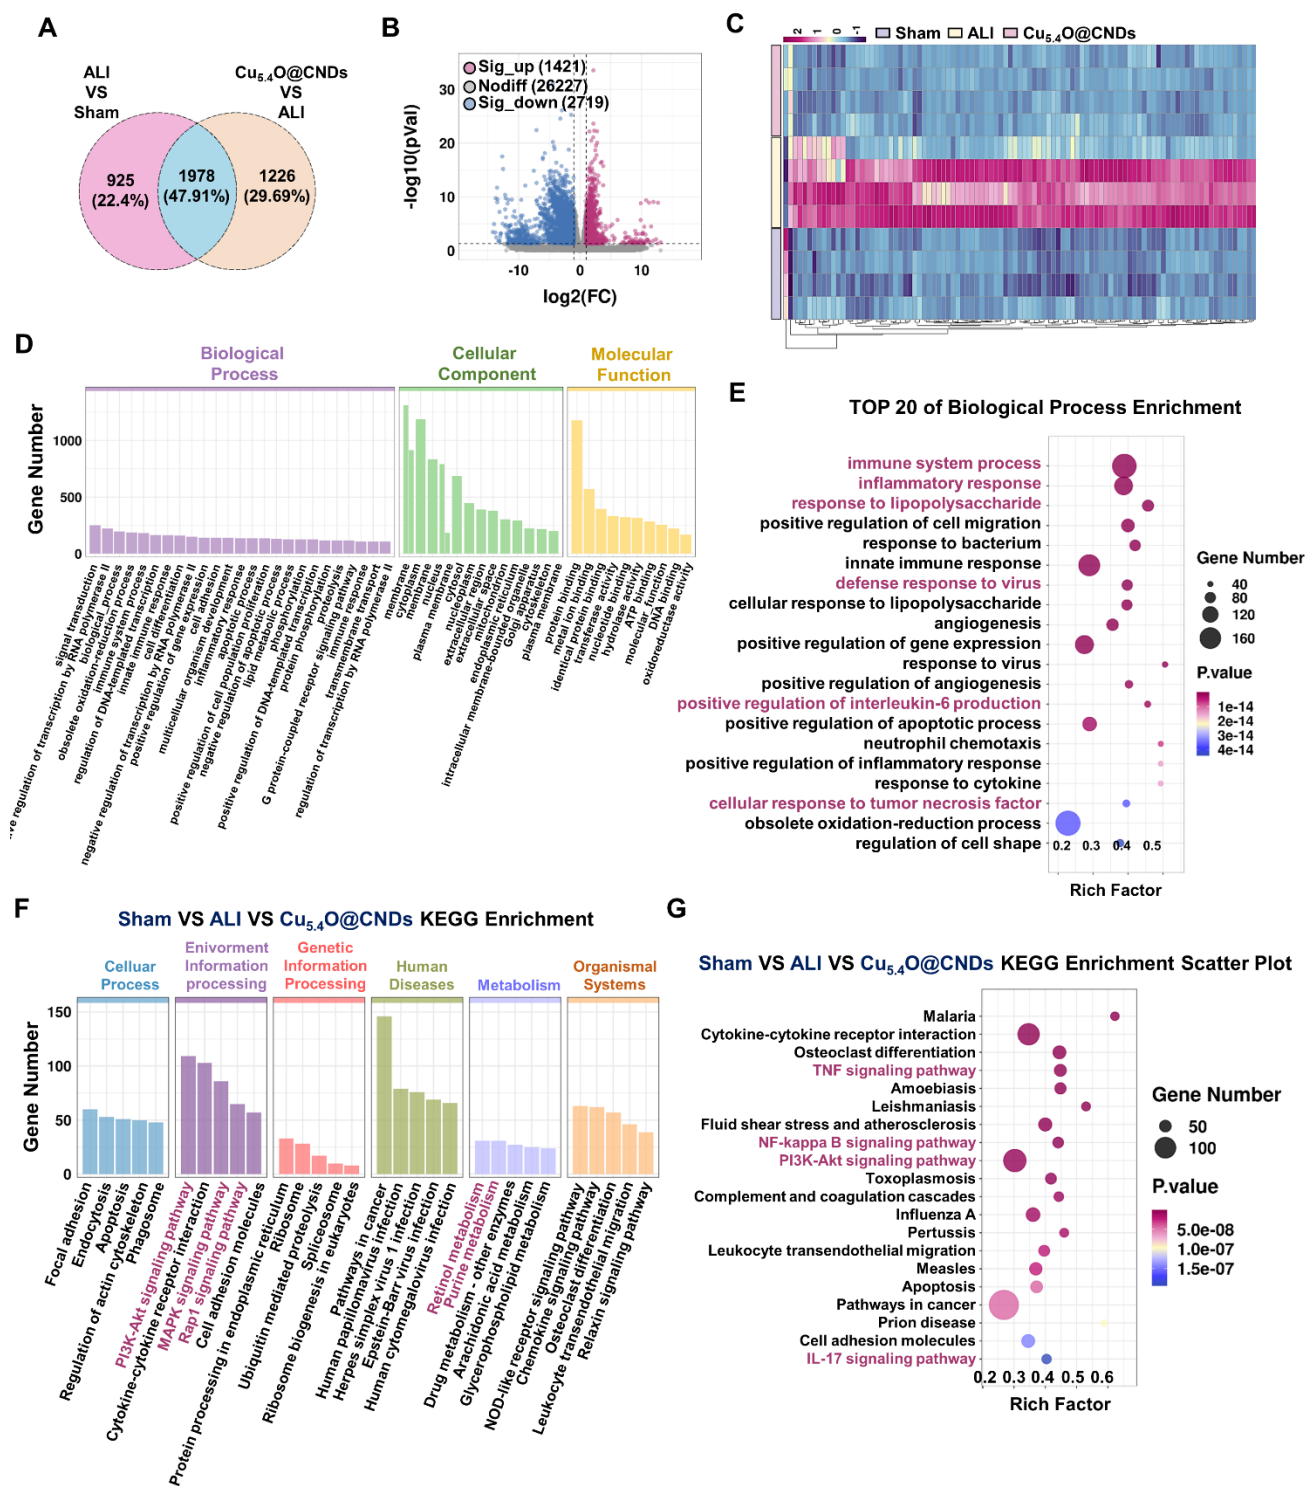 A
ALI
VS
Sham
Cu5.4O@CNDs
VS
ALI
925
(22.4%)
1978
(47.91%)
1226
(29.69%)
B
Sig_up (1421)
Nodiff (26227)
Sig_down (2719)
-log10(pVal)
30
20
10
0
-10
0
10
log2(FC)
C
2
1
0
-1
Sham
ALI
Cu5.4O@CNDs
D
Biological
Process
Cellular
Component
Molecular
Function
Gene Number
1000
500
0
signal transduction
ive regulation of transcription by RNA polymerase II
biological_process
obsolete oxidation-reduction process
immune system process
regulation of DNA-templated transcription
innate immune response
cell differentiation
negative regulation of transcription by RNA polymerase II
positive regulation of gene expression
cell adhesion
multicellular organism development
inflammatory response
apoptotic process
positive regulation of cell population proliferation
negative regulation of apoptotic process
lipid metabolic process
positive regulation of DNA-templated transcription
protein phosphorylation
proteolysis
G protein-coupled receptor signaling pathway
immune response
transmembrane transport
regulation of transcription by RNA polymerase II
membrane
cytoplasm
membrane
nucleus
plasma membrane
cytosol
nucleoplasm
extracellular region
extracellular space
mitochondrion
endoplasmic reticulum
intracellular membrane-bounded organelle
Golgi apparatus
cytoskeleton
plasma membrane
protein binding
metal ion binding
identical protein binding
transferase activity
nucleotide binding
hydrolase activity
ATP binding
molecular_function
DNA binding
oxidoreductase activity
E
TOP 20 of Biological Process Enrichment
immune system process
inflammatory response
response to lipopolysaccharide
positive regulation of cell migration
response to bacterium
innate immune response
defense response to virus
cellular response to lipopolysaccharide
angiogenesis
positive regulation of gene expression
response to virus
positive regulation of angiogenesis
positive regulation of interleukin-6 production
positive regulation of apoptotic process
neutrophil chemotaxis
positive regulation of inflammatory response
response to cytokine
cellular response to tumor necrosis factor
obsolete oxidation-reduction process
regulation of cell shape
0.2
0.3
0.4
0.5
Rich Factor
Gene Number
40
80
120
160
P.value
1e-14
2e-14
3e-14
4e-14
F
Sham VS ALI VS Cu5.4O@CNDs KEGG Enrichment
Celluar
Process
Enivorment
Information
processing
Genetic
Information
Processing
Human
Diseases
Metabolism
Organismal
Systems
Gene Number
150
100
50
0
Focal adhesion
Endocytosis
Apoptosis
Regulation of actin cytoskeleton
Phagosome
PI3K-Akt signaling pathway
Cytokine-cytokine receptor interaction
MAPK signaling pathway
Rap1 signaling pathway
Cell adhesion molecules
Protein processing in endoplasmic reticulum
Ribosome
Ubiquitin mediated proteolysis
Spliceosome
Ribosome biogenesis in eukaryotes
Pathways in cancer
Human papillomavirus infection
Herpes simplex virus 1 infection
Epstein-Barr virus infection
Human cytomegalovirus infection
Retinol metabolism
Purine metabolism
Drug metabolism - other enzymes
Arachidonic acid metabolism
Glycerophospholipid metabolism
NOD-like receptor signaling pathway
Chemokine signaling pathway
Osteoclast differentiation
Leukocyte transendothelial migration
Relaxin signaling pathway
G
Sham VS ALI VS Cu5.4O@CNDs KEGG Enrichment Scatter Plot
Malaria
Cytokine-cytokine receptor interaction
Osteoclast differentiation
TNF signaling pathway
Amoebiasis
Leishmaniasis
Fluid shear stress and atherosclerosis
NF-kappa B signaling pathway
PI3K-Akt signaling pathway
Toxoplasmosis
Complement and coagulation cascades
Influenza A
Pertussis
Leukocyte transendothelial migration
Measles
Apoptosis
Pathways in cancer
Prion disease
Cell adhesion molecules
IL-17 signaling pathway
0.2
0.3
0.4
0.5
0.6
Rich Factor
Gene Number
50
100
P.value
5.0e-08
1.0e-07
1.5e-07